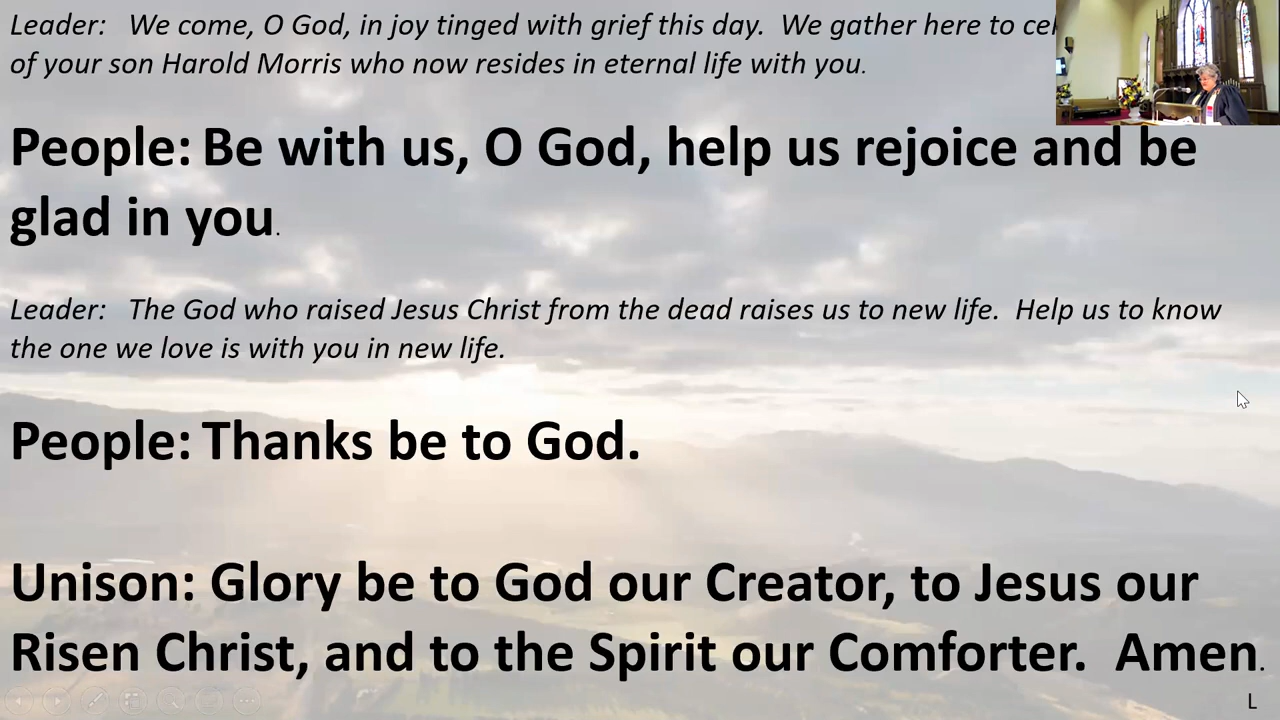 Leader: We come, O God, in joy tinged with grief this day. We gather here to
of your son Harold Morris who now resides in eternal life with you.
People: Be with us, O God, help us rejoice and be
glad in you.
Leader: The God who raised Jesus Christ from the dead raises us to new life. Help us to know
the one we love is with you in new life.
People: Thanks be to God.
Unison: Glory be to God our Creator, to Jesus our
Risen Christ, and to the Spirit our Comforter. Amen.
L